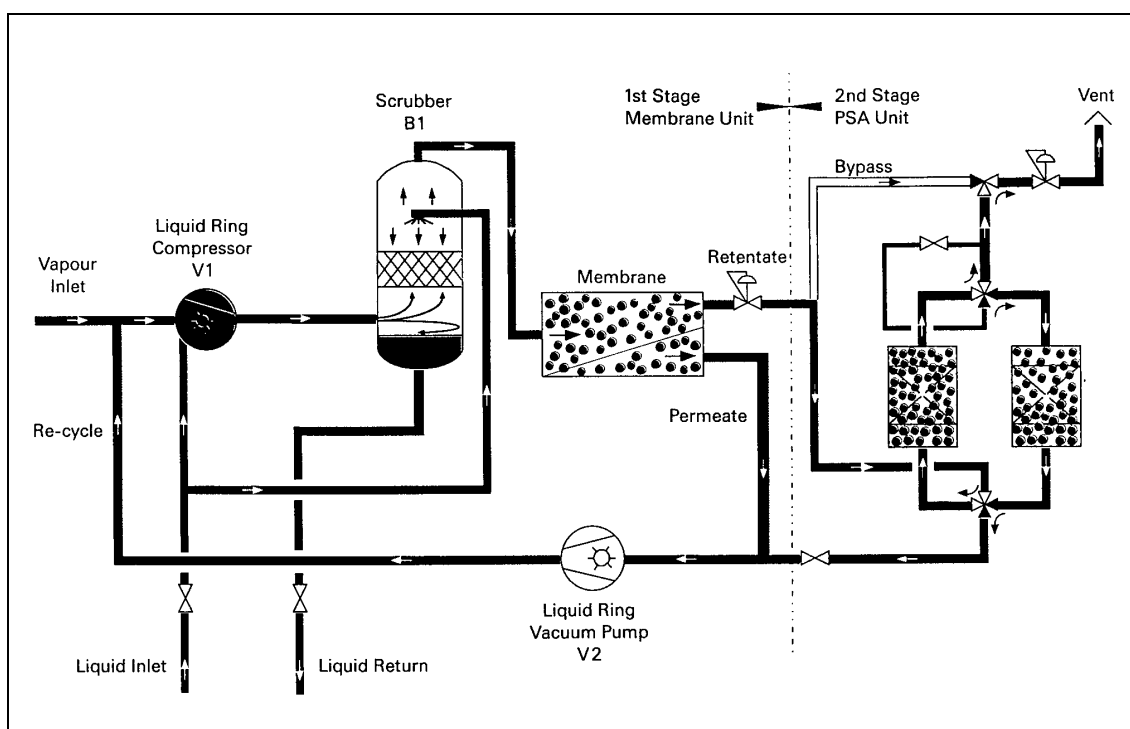 Scrubber
B1
1st Stage
Membrane Unit
2nd Stage
PSA Unit
Vent
Bypass
Liquid Ring
Compressor
V1
Vapour
Inlet
Membrane
Retentate
Permeate
Re-cycle
Liquid Ring
Vacuum Pump
V2
Liquid Inlet
Liquid Return